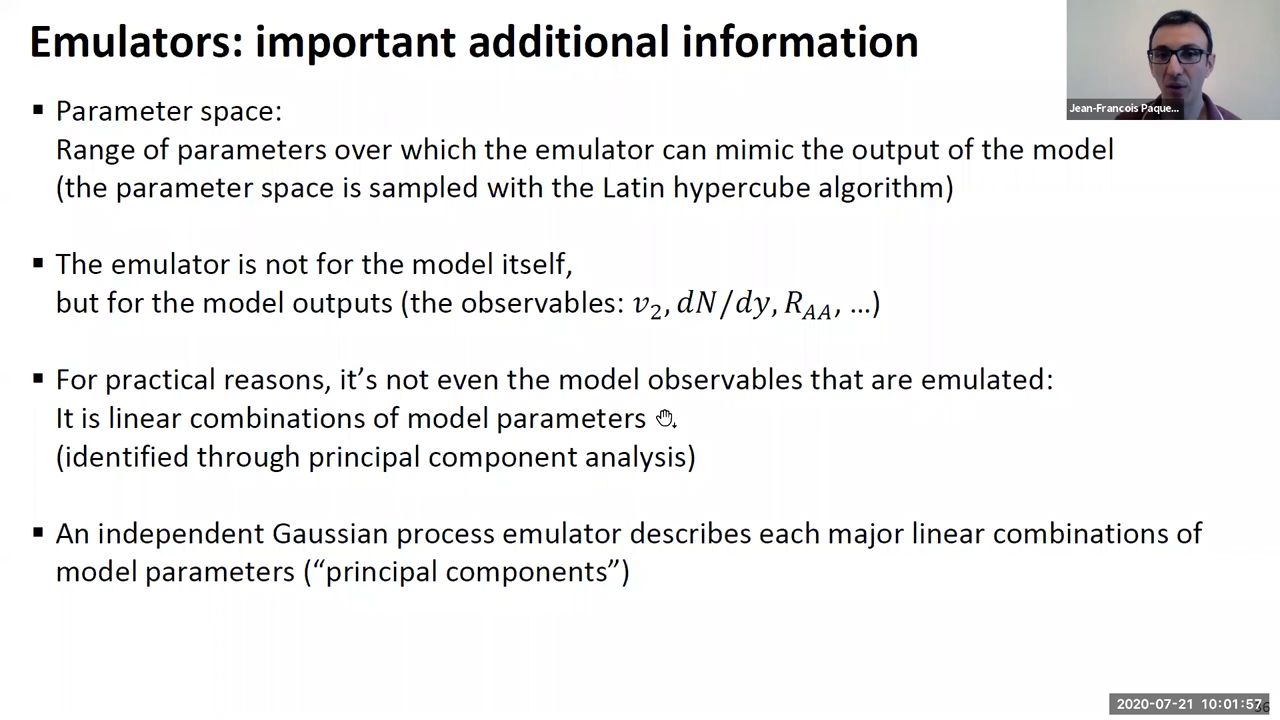 Emulators: important additional information
Jean-Francois Paque...
▪ Parameter space:
Range of parameters over which the emulator can mimic the output of the model
(the parameter space is sampled with the Latin hypercube algorithm)
▪ The emulator is not for the model itself,
but for the model outputs (the observables: v₂, dN/dy, R_AA, …)
▪ For practical reasons, it’s not even the model observables that are emulated:
It is linear combinations of model parameters
(identified through principal component analysis)
▪ An independent Gaussian process emulator describes each major linear combinations of
model parameters (“principal components”)
2020-07-21 10:01:57